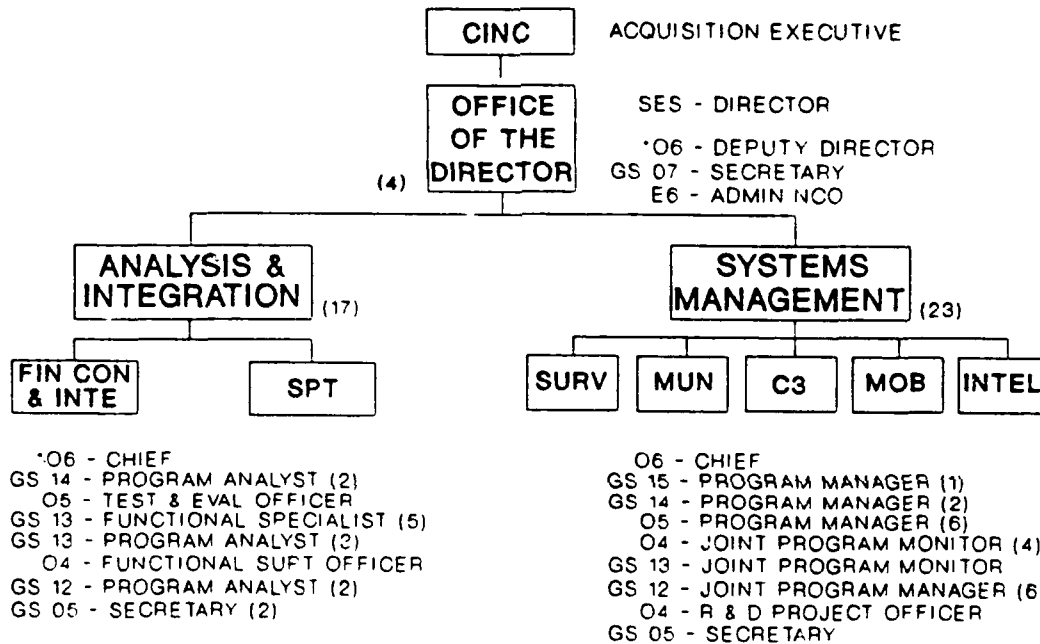 CINC
ACQUISITION EXECUTIVE
OFFICE
OF THE
DIRECTOR
(4)
SES - DIRECTOR
*O6 - DEPUTY DIRECTOR
GS 07 - SECRETARY
E6 - ADMIN NCO
ANALYSIS &
INTEGRATION
(17)
SYSTEMS
MANAGEMENT
(23)
FIN CON
& INTE
SPT
SURV
MUN
C3
MOB
INTEL
*O6 - CHIEF
GS 14 - PROGRAM ANALYST (2)
O5 - TEST & EVAL OFFICER
GS 13 - FUNCTIONAL SPECIALIST (5)
GS 13 - PROGRAM ANALYST
O4 - FUNCTIONAL OFFICER
GS 12 - PROGRAM ANALYST (2)
GS 05 - SECRETARY (2)
O6 - CHIEF
GS 15 - PROGRAM MANAGER (1)
GS 14 - PROGRAM MANAGER (2)
O5 - PROGRAM MANAGER (6)
O4 - JOINT PROGRAM MONITOR (4)
GS 13 - JOINT PROGRAM MONITOR
GS 12 - JOINT PROGRAM MANAGER (6
O4 - R & D PROJECT OFFICER
GS 05 - SECRETARY